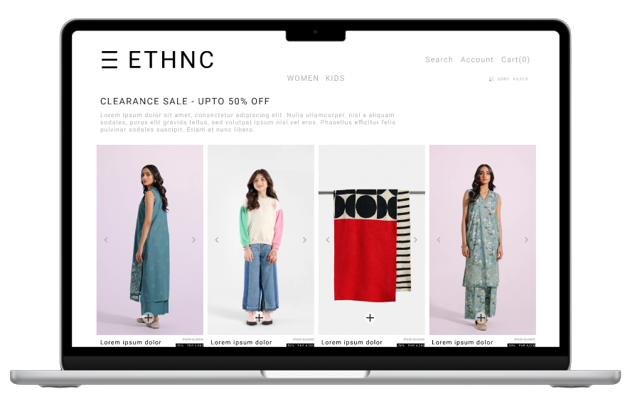 ETHNC
Search Account Cart(0)
WOMEN KIDS
CLEARANCE SALE - UPTO 50% OFF
Lorem ipsum dolor sit amet, consectetur adipiscing elit. Nulla ullamcorper, nisl a aliquam
sodales, purus elit gravida tellus, sed volutpat ipsum nisi vel eros. Phasellus efficitur felis
pulvinar sodales suscipit. Etiam at nunc libero.
Lorem ipsum dolor Lorem ipsum dolor Lorem ipsum dolor Lorem ipsum dolor